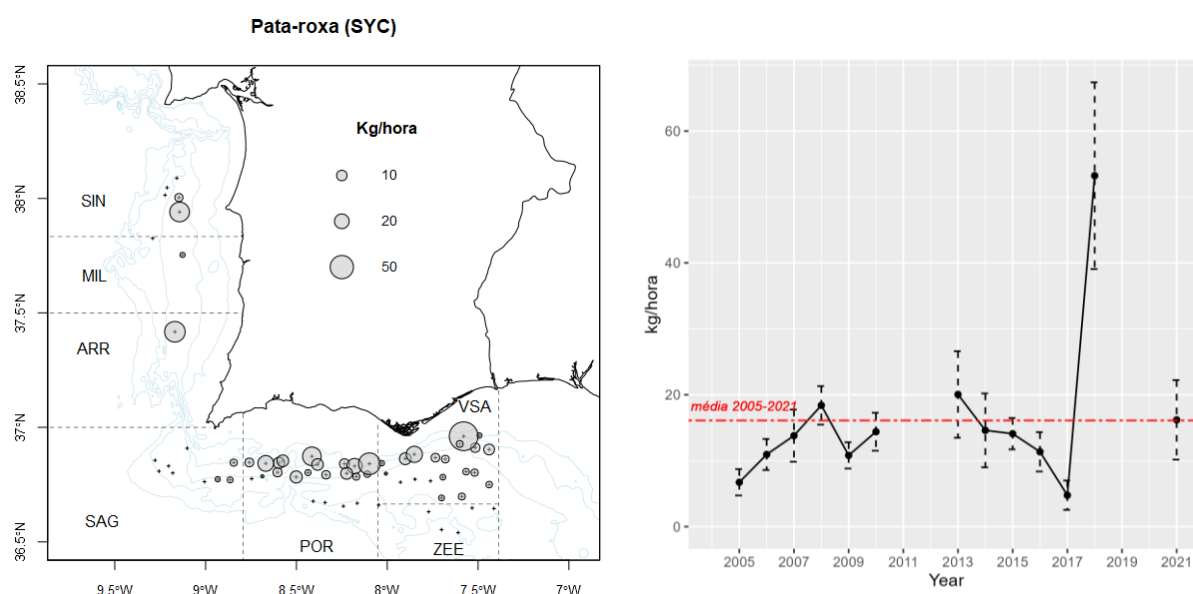 Pata-roxa (SYC)
38.5°N
38°N
37.5°N
37°N
36.5°N
SIN
MIL
ARR
SAG
POR
ZEE
VSA
Kg/hora
10
20
50
9.5°W
9°W
8.5°W
8°W
7.5°W
7°W
kg/hora
60
40
20
0
média 2005-2021
2005
2007
2009
2011
2013
2015
2017
2019
2021
Year